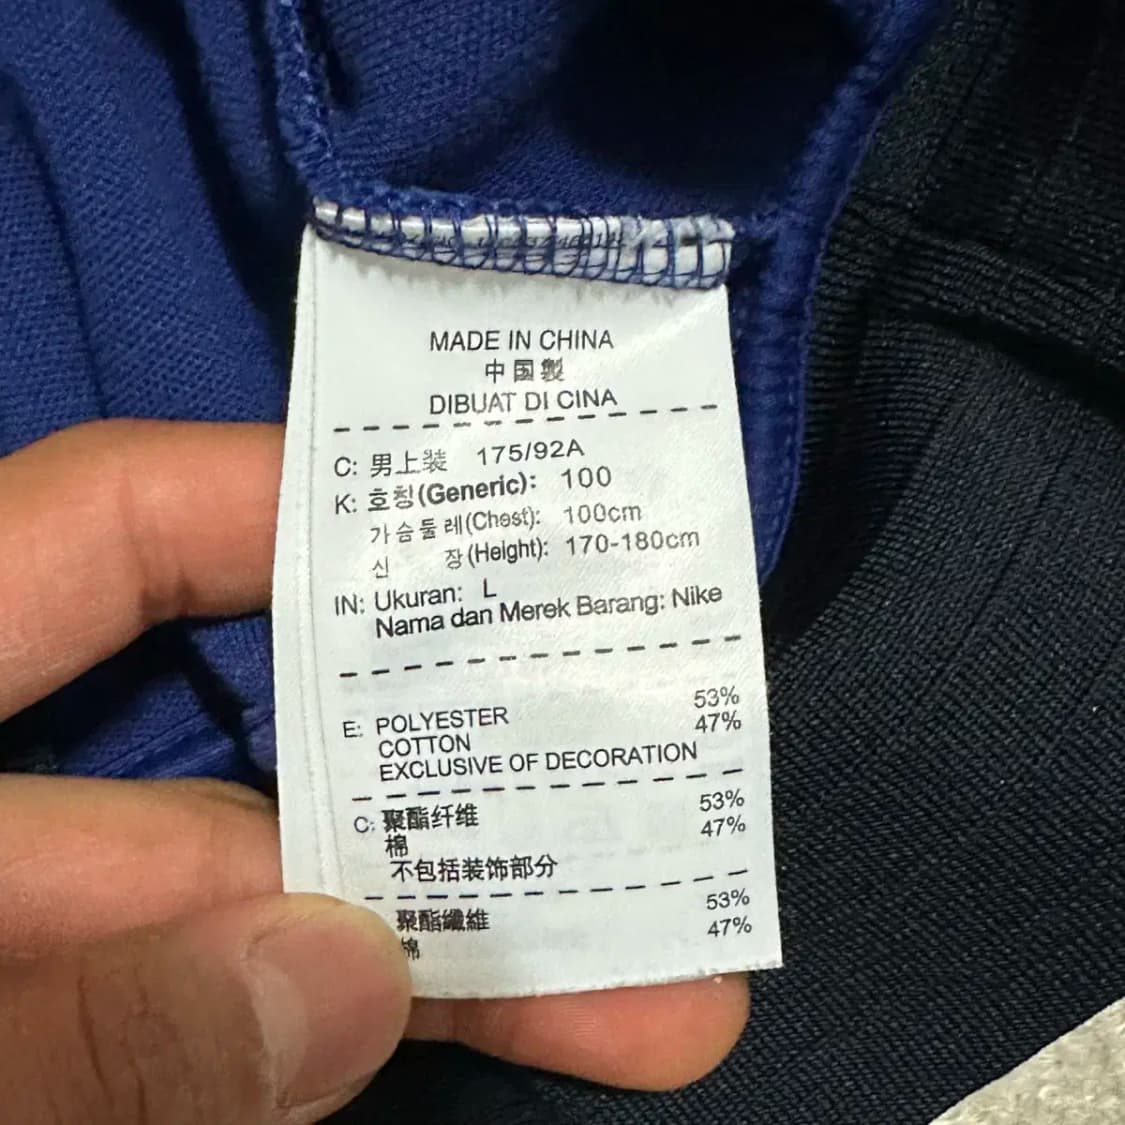 MADE IN CHINA
中国製
DIBUAT DI CINA
C: 男上装 175/92A
K: 호칭(Generic): 100
가슴둘레(Chest): 100cm
신 장(Height): 170-180cm
IN: Ukuran: L
Nama dan Merek Barang: Nike
E: POLYESTER 53%
COTTON 47%
EXCLUSIVE OF DECORATION
C: 聚酯纤维 53%
棉 47%
不包括装饰部分
聚酯纖維 53%
棉 47%